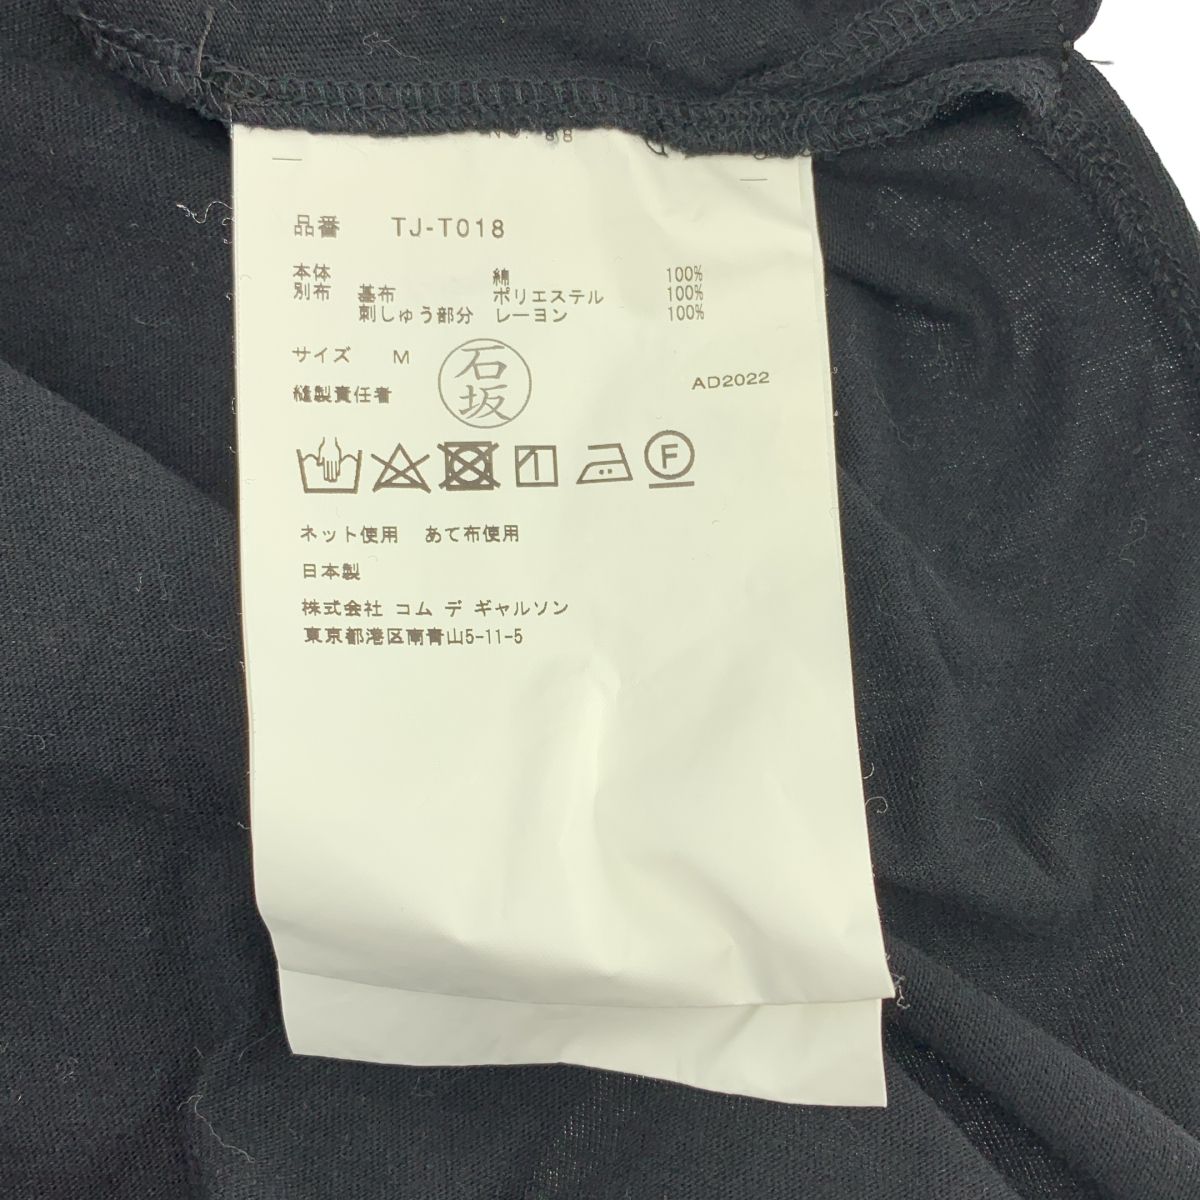 品番 TJ-T018
本体 綿 100%
別布 基布 ポリエステル 100%
刺しゅう部分 レーヨン 100%
サイズ M
縫製責任者 石坂
AD2022
F
ネット使用 あて布使用
日本製
株式会社 コム デ ギャルソン
東京都港区南青山5-11-5